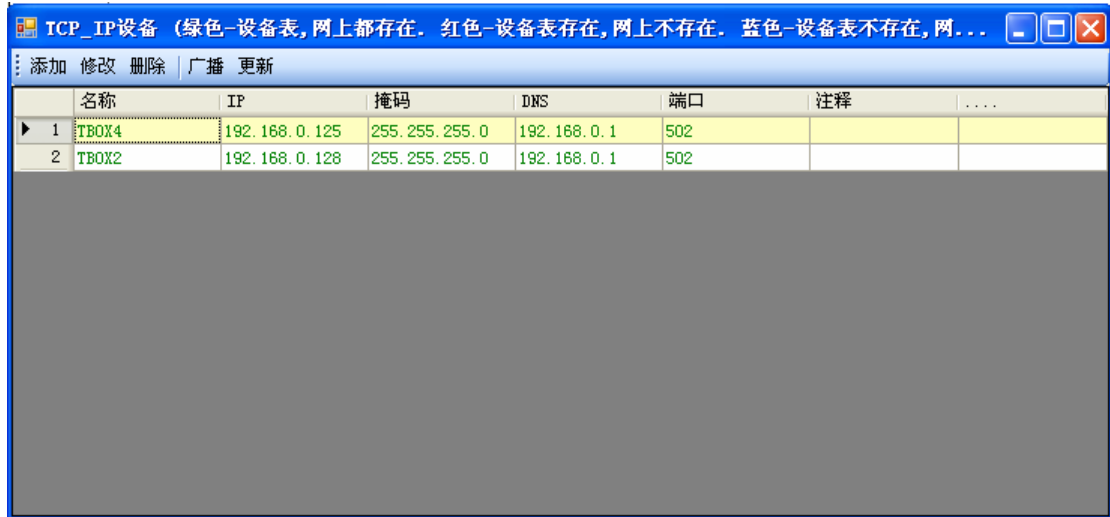 TCP_IP设备 (绿色-设备表,网上都存在. 红色-设备表存在,网上不存在. 蓝色-设备表不存在,网...
添加 修改 删除 广播 更新
名称 IP 掩码 DNS 端口 注释 ....
1 TBOX4 192.168.0.125 255.255.255.0 192.168.0.1 502
2 TBOX2 192.168.0.128 255.255.255.0 192.168.0.1 502